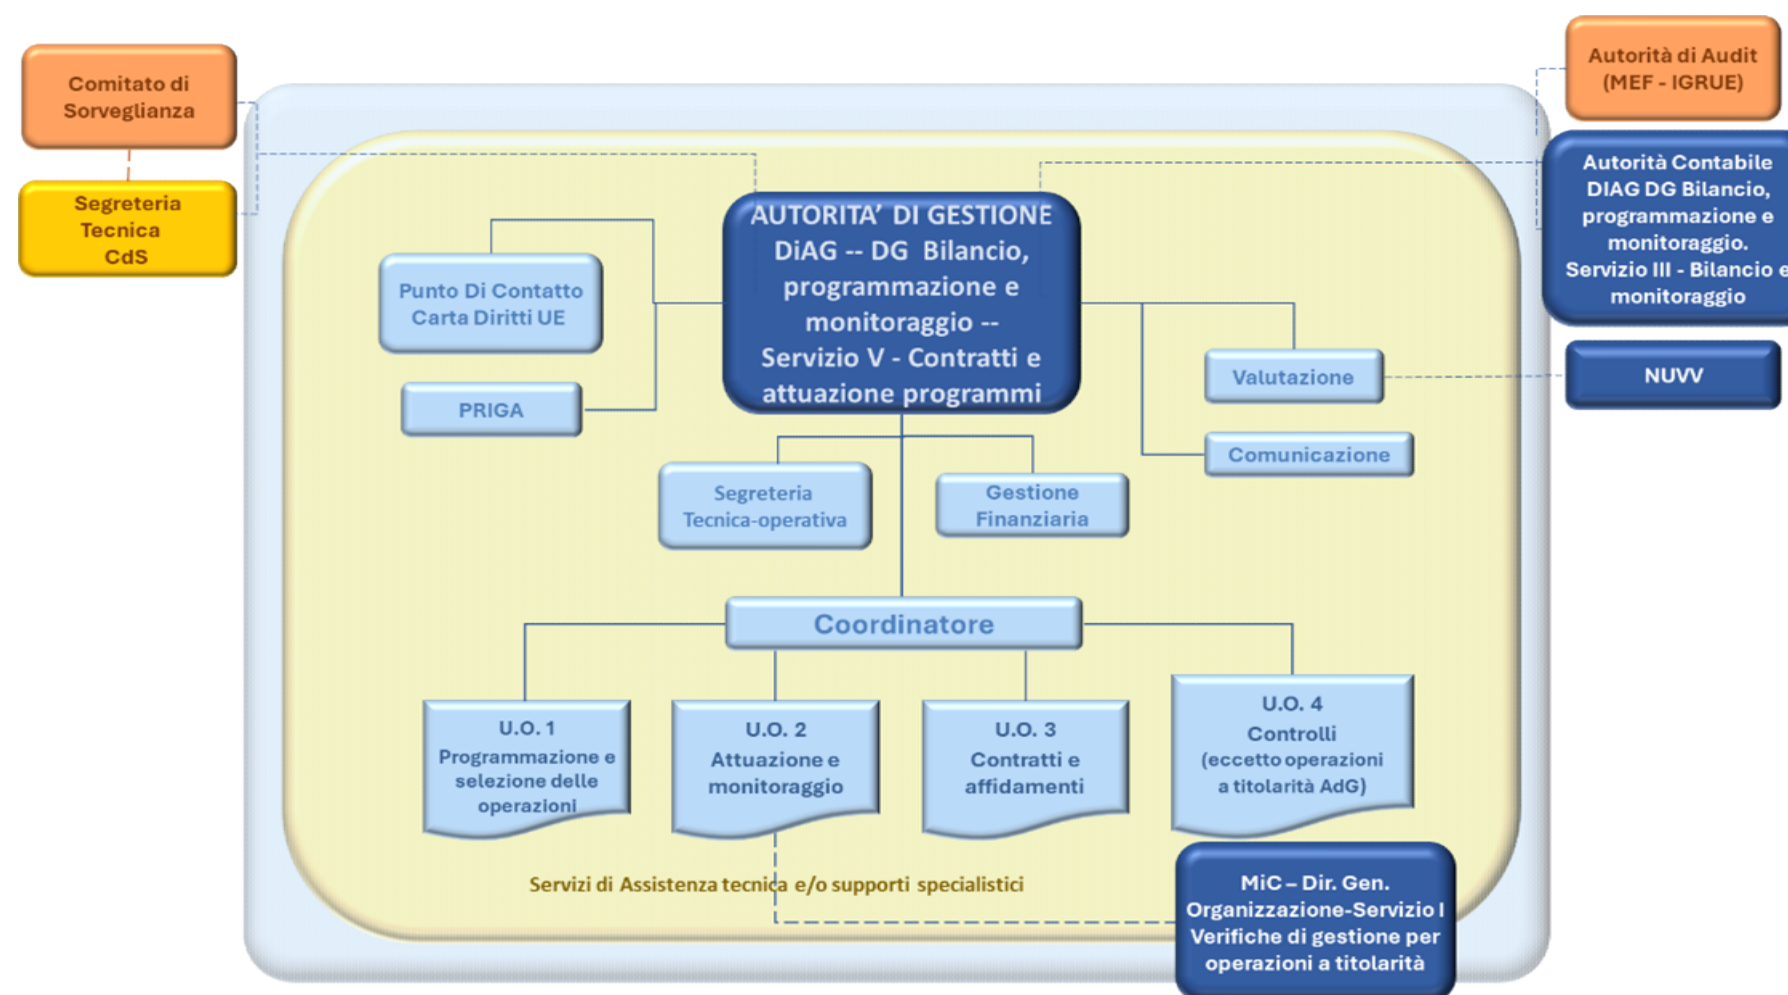 Comitato di
Sorveglianza
Segreteria
Tecnica
CdS
Autorità di Audit
(MEF - IGRUE)
Autorità Contabile
DIAG DG Bilancio,
programmazione e
monitoraggio.
Servizio III - Bilancio e
monitoraggio
NUVV
AUTORITA’ DI GESTIONE
DiAG -- DG Bilancio,
programmazione e
monitoraggio --
Servizio V - Contratti e
attuazione programmi
Punto Di Contatto
Carta Diritti UE
PRIGA
Valutazione
Comunicazione
Segreteria
Tecnica-operativa
Gestione
Finanziaria
Coordinatore
U.O. 1
Programmazione e
selezione delle
operazioni
U.O. 2
Attuazione e
monitoraggio
U.O. 3
Contratti e
affidamenti
U.O. 4
Controlli
(eccetto operazioni
a titolarità AdG)
Servizi di Assistenza tecnica e/o supporti specialistici
MiC – Dir. Gen.
Organizzazione-Servizio I
Verifiche di gestione per
operazioni a titolarità